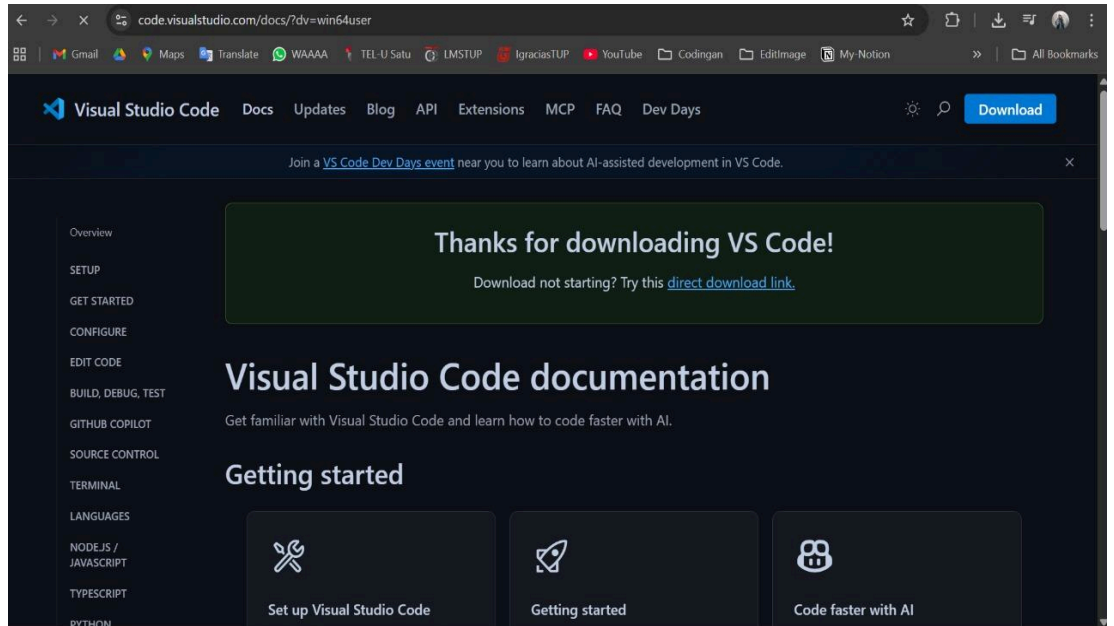 code.visualstudio.com/docs/?dv=win64user
Gmail Maps Translate WAAAA TEL-U Satu LMSTUP IgraciasTUP YouTube Codingan EditImage My-Notion » All Bookmarks
Visual Studio Code Docs Updates Blog API Extensions MCP FAQ Dev Days Download
Join a VS Code Dev Days event near you to learn about AI-assisted development in VS Code.
Overview
SETUP
GET STARTED
CONFIGURE
EDIT CODE
BUILD, DEBUG, TEST
GITHUB COPILOT
SOURCE CONTROL
TERMINAL
LANGUAGES
NODE.JS /
JAVASCRIPT
TYPESCRIPT
PYTHON
Thanks for downloading VS Code!
Download not starting? Try this direct download link.
Visual Studio Code documentation
Get familiar with Visual Studio Code and learn how to code faster with AI.
Getting started
Set up Visual Studio Code
Getting started
Code faster with AI